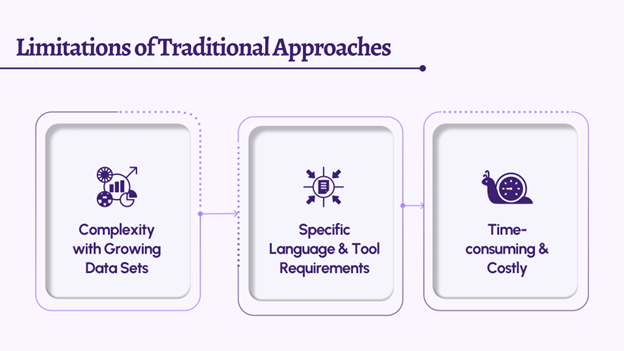 Limitations of Traditional Approaches
Complexity
with Growing
Data Sets
Specific
Language & Tool
Requirements
Time-
consuming &
Costly